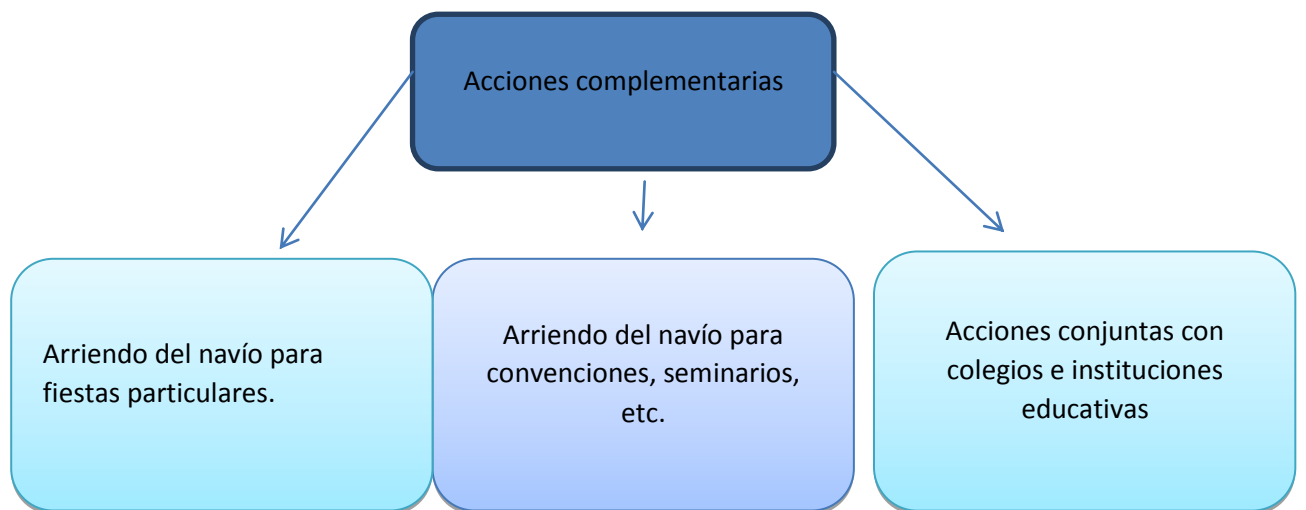 Acciones complementarias
Arriendo del navío para
fiestas particulares.
Arriendo del navío para
convenciones, seminarios,
etc.
Acciones conjuntas con
colegios e instituciones
educativas